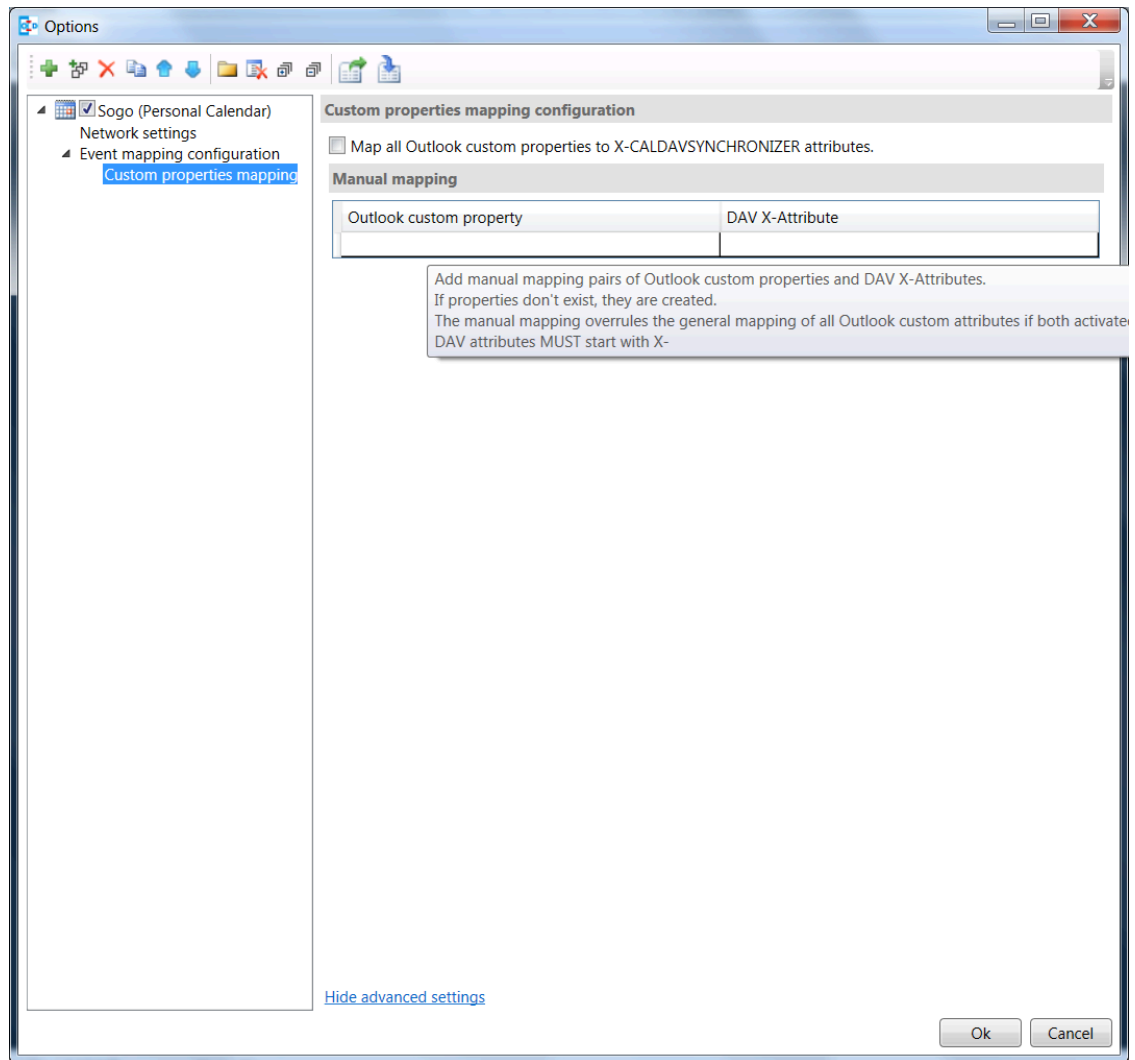 Options
Sogo (Personal Calendar)
Network settings
Event mapping configuration
Custom properties mapping
Custom properties mapping configuration
Map all Outlook custom properties to X-CALDAVSYNCHRONIZER attributes.
Manual mapping
Outlook custom property DAV X-Attribute
Add manual mapping pairs of Outlook custom properties and DAV X-Attributes.
If properties don't exist, they are created.
The manual mapping overrules the general mapping of all Outlook custom attributes if both activate
DAV attributes MUST start with X-
Hide advanced settings
Ok Cancel